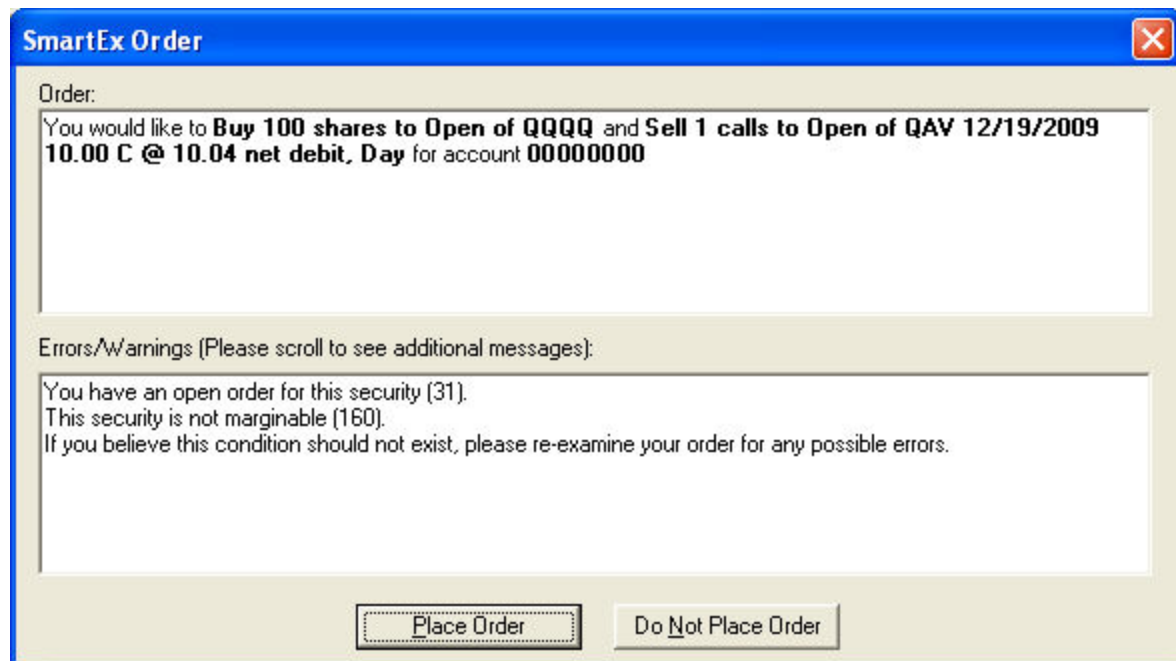 SmartEx Order
Order:
You would like to Buy 100 shares to Open of QQQQ and Sell 1 calls to Open of QAV 12/19/2009
10.00 C @ 10.04 net debit, Day for account 00000000
Errors/Warnings (Please scroll to see additional messages):
You have an open order for this security (31).
This security is not marginable (160).
If you believe this condition should not exist, please re-examine your order for any possible errors.
Place Order Do Not Place Order